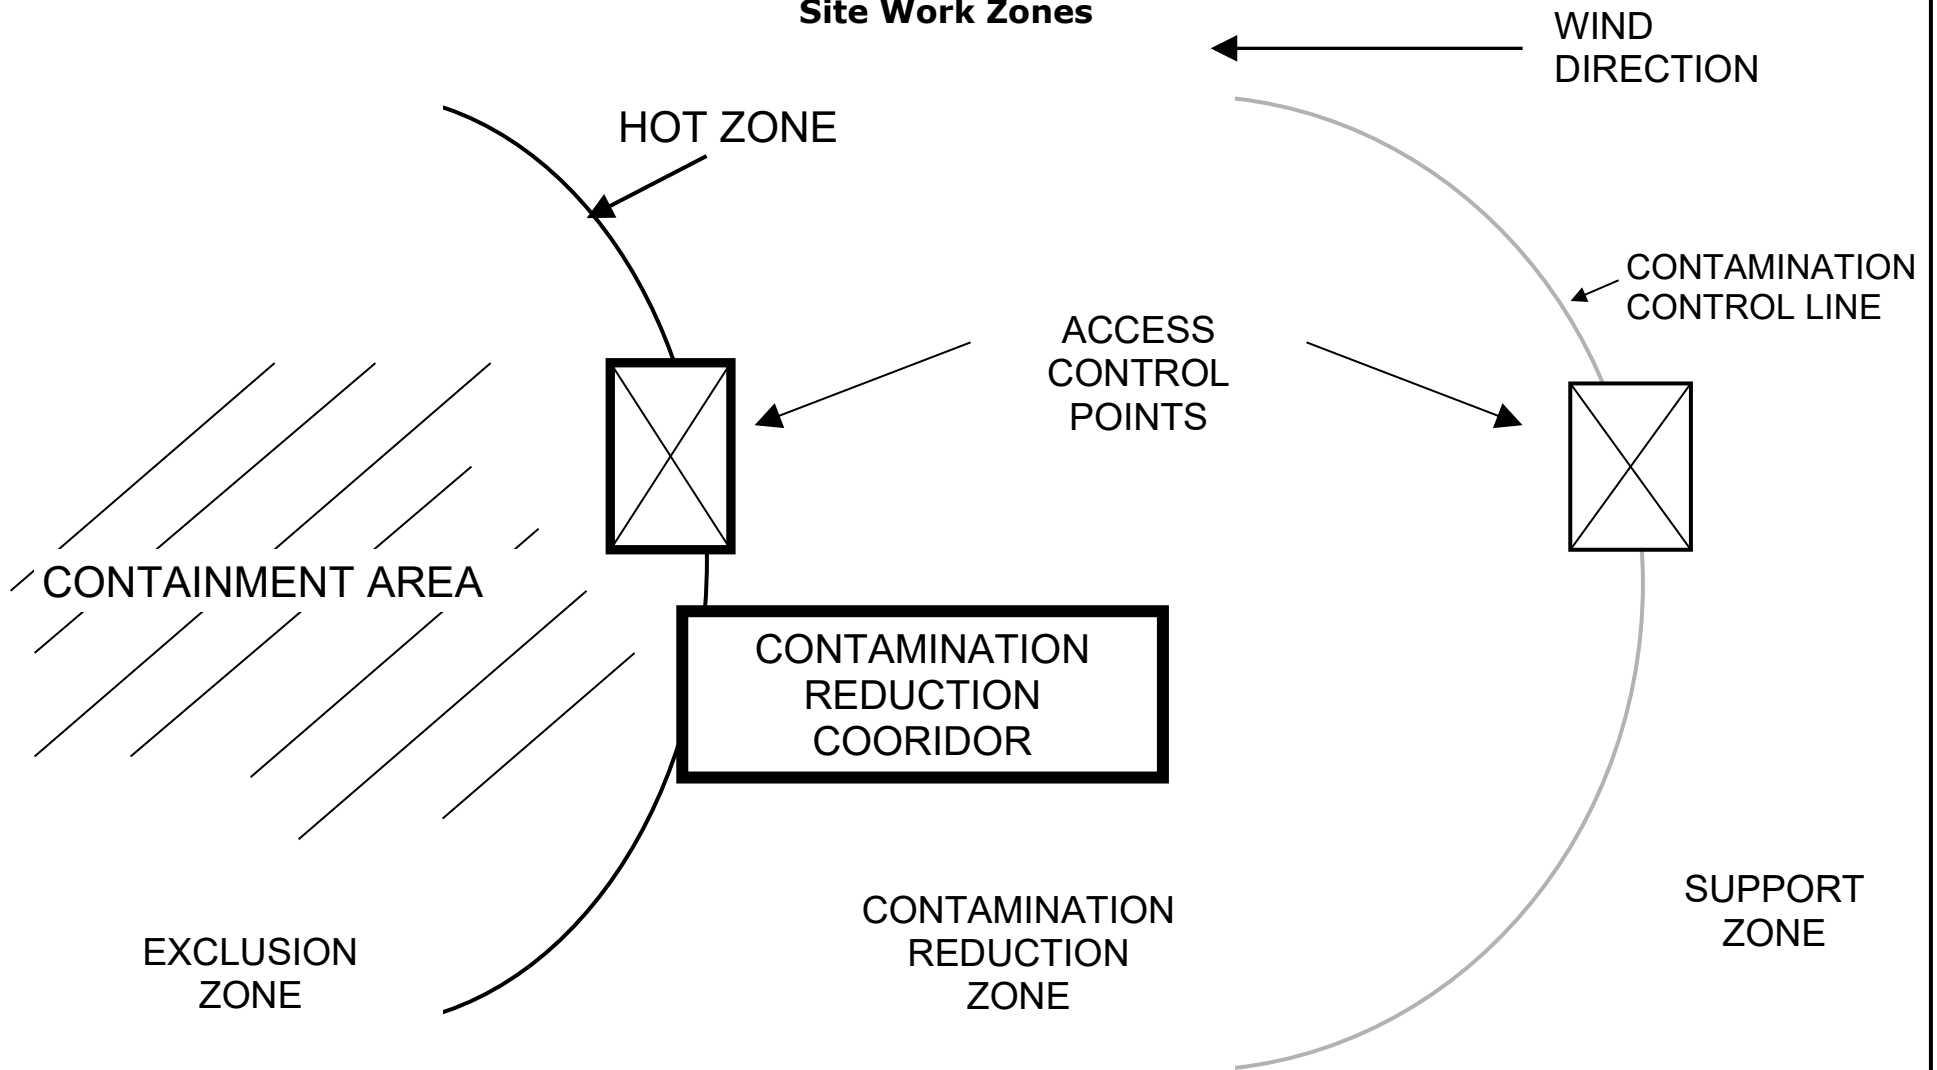 Site Work Zones
WIND
DIRECTION
HOT ZONE
CONTAMINATION
CONTROL LINE
ACCESS
CONTROL
POINTS
CONTAINMENT AREA
CONTAMINATION
REDUCTION
COORIDOR
EXCLUSION
ZONE
CONTAMINATION
REDUCTION
ZONE
SUPPORT
ZONE